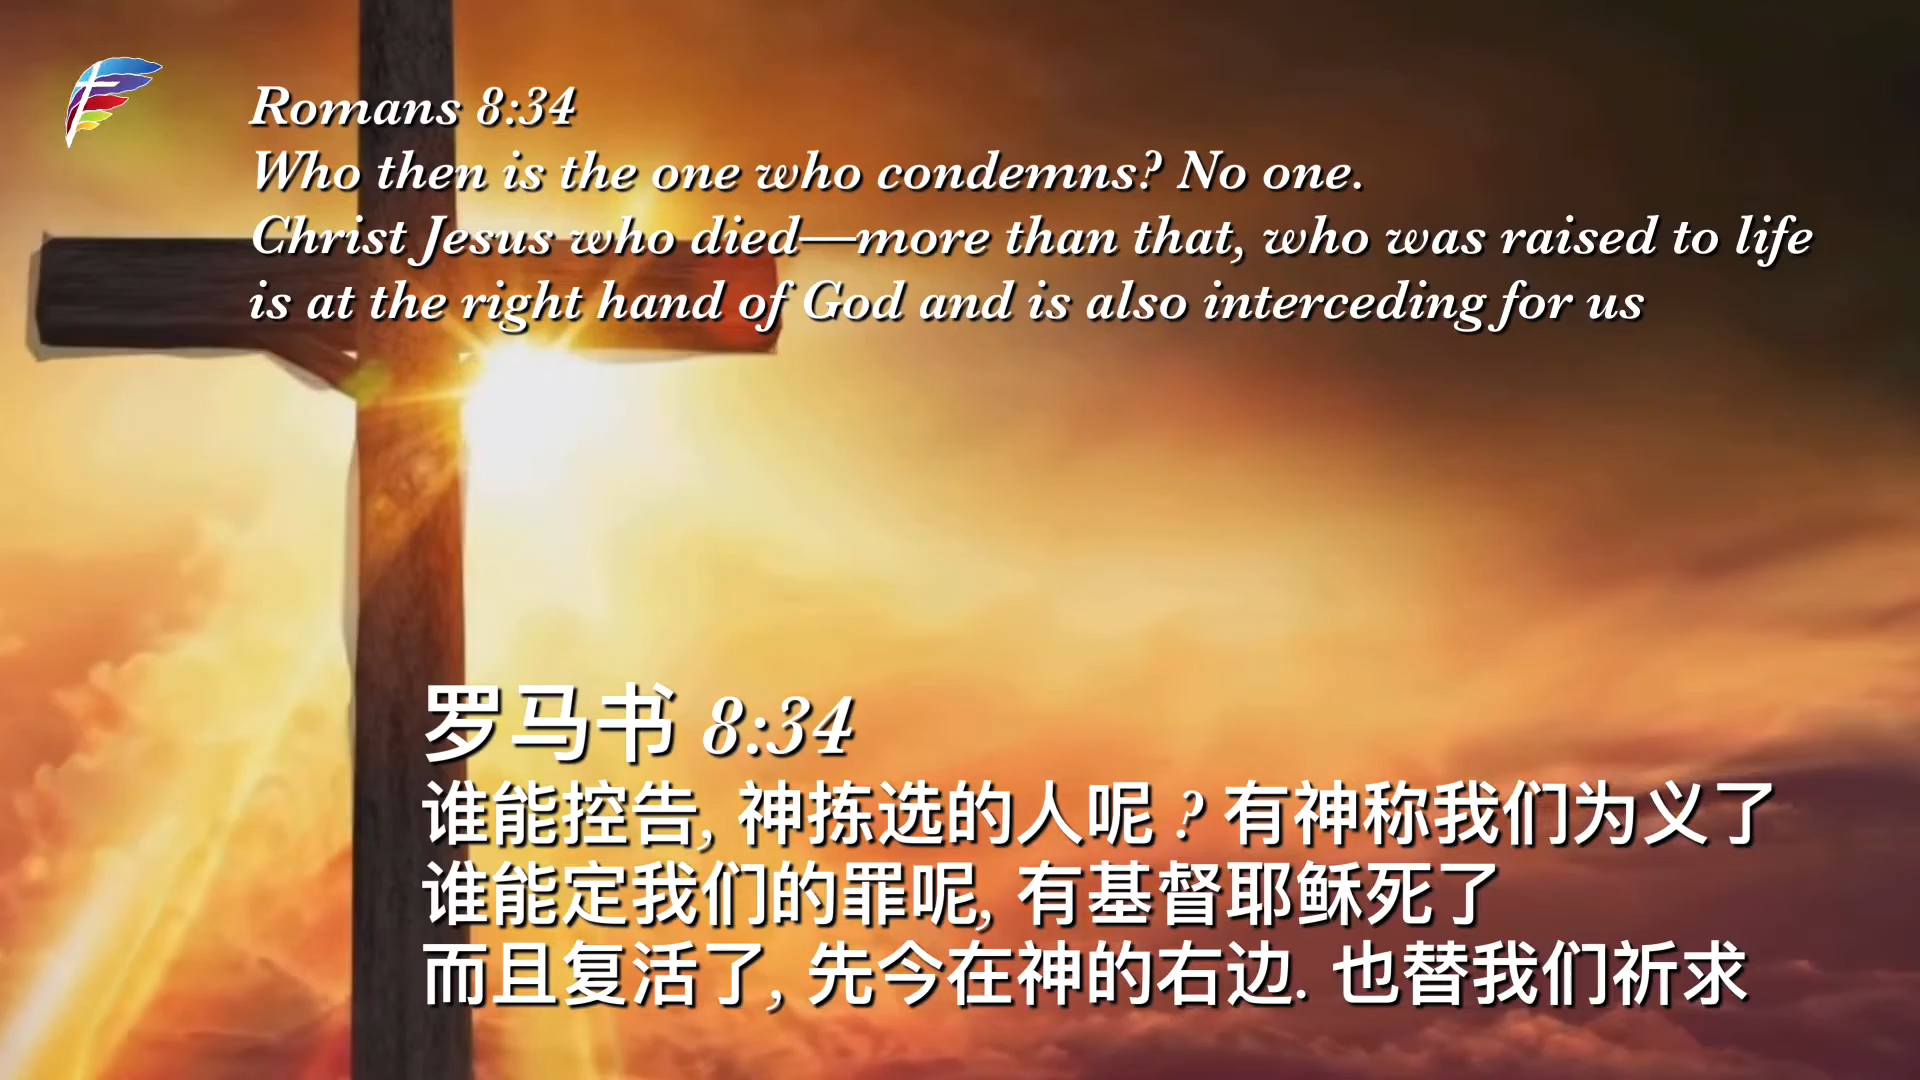 Romans 8:34
Who then is the one who condemns? No one.
Christ Jesus who died—more than that, who was raised to life
is at the right hand of God and is also interceding for us
罗马书 8:34
谁能控告, 神拣选的人呢 ? 有神称我们为义了
谁能定我们的罪呢, 有基督耶稣死了
而且复活了, 先今在神的右边. 也替我们祈求